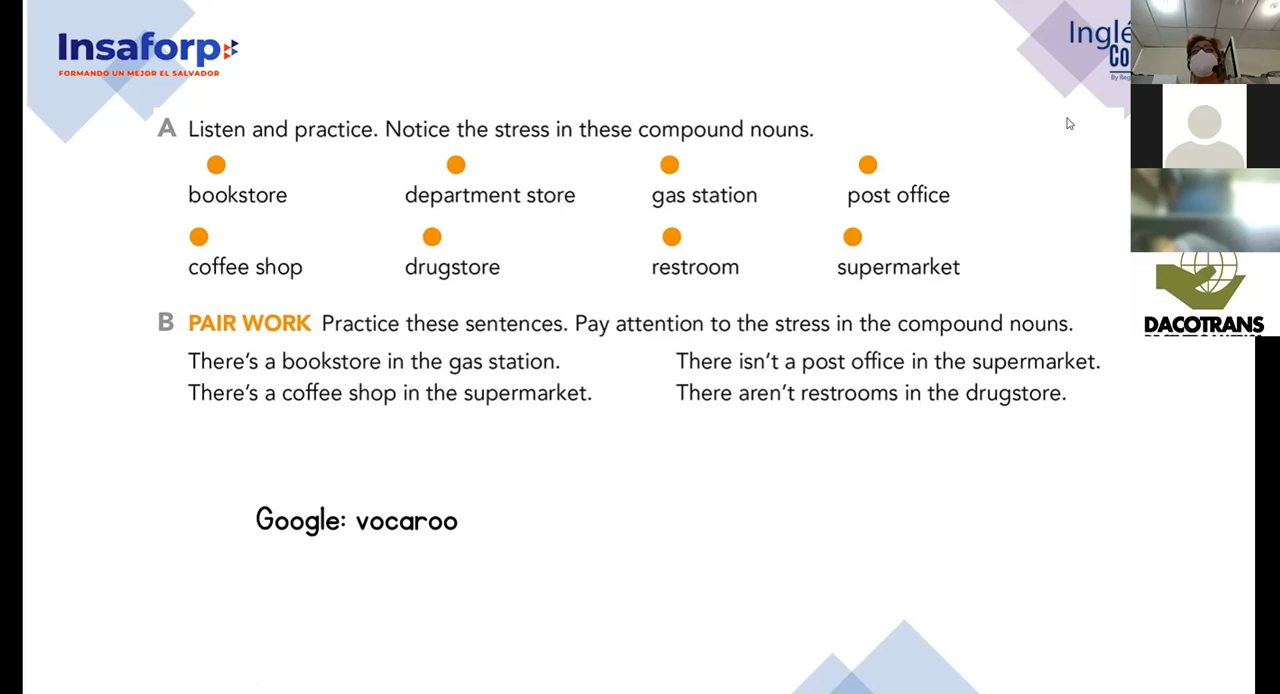 Insaforp
FORMANDO UN MEJOR EL SALVADOR
A Listen and practice. Notice the stress in these compound nouns.
bookstore department store gas station post office
coffee shop drugstore restroom supermarket
B PAIR WORK Practice these sentences. Pay attention to the stress in the compound nouns.
There's a bookstore in the gas station. There isn't a post office in the supermarket.
There's a coffee shop in the supermarket. There aren't restrooms in the drugstore.
Google: vocaroo
DACOTRANS